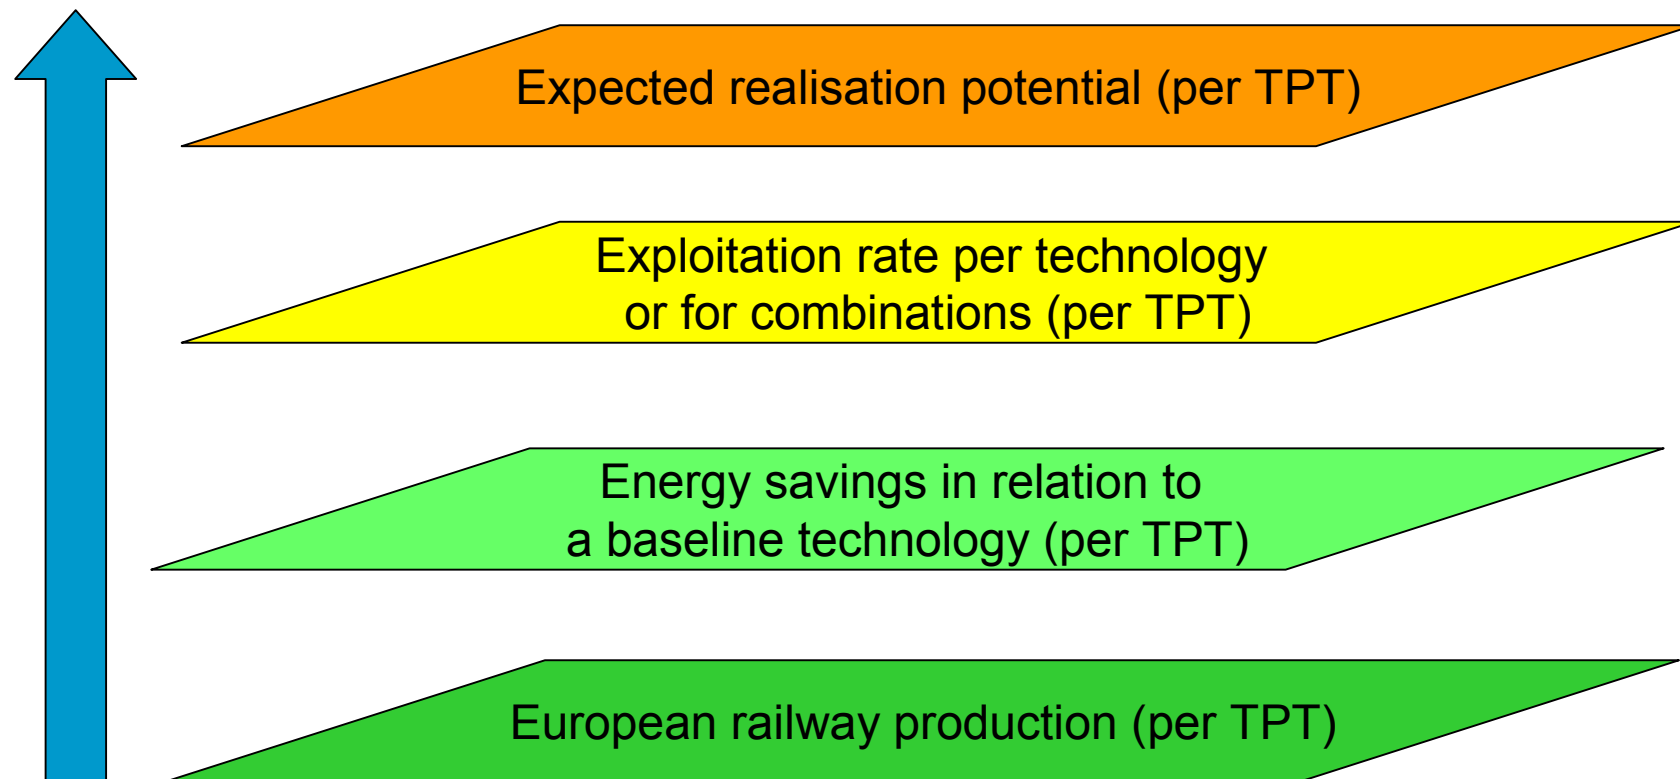 Expected realisation potential (per TPT)
Exploitation rate per technology
or for combinations (per TPT)
Energy savings in relation to
a baseline technology (per TPT)
European railway production (per TPT)